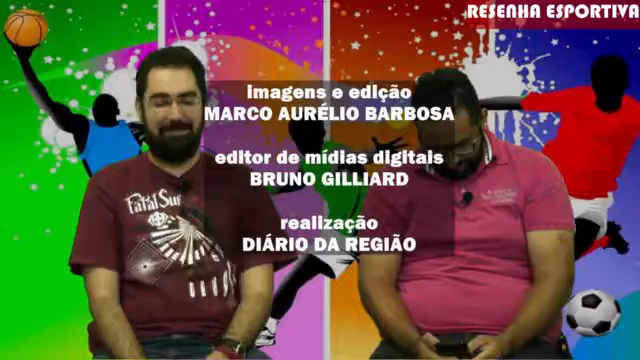 RESENHA ESPORTIVA
imagens e edição
MARCO AURÉLIO BARBOSA
editor de mídias digitais
BRUNO GILLIARD
realização
DIÁRIO DA REGIÃO